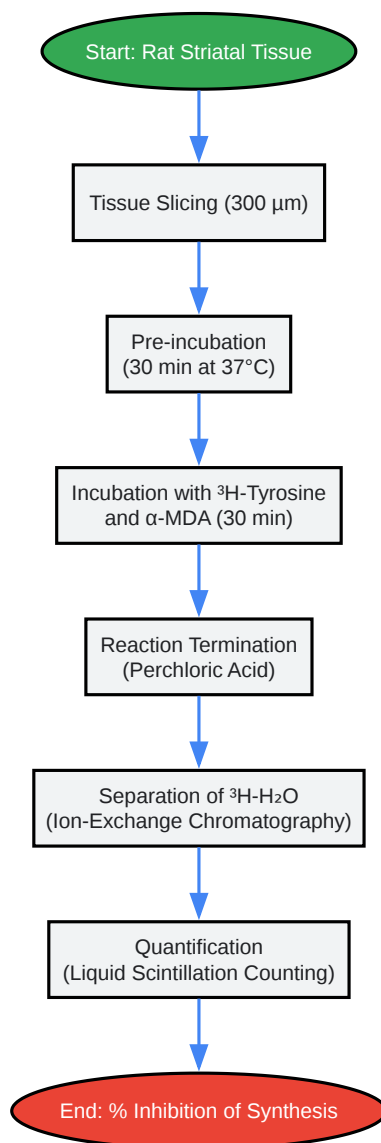 Start: Rat Striatal Tissue
Tissue Slicing (300 µm)
Pre-incubation
(30 min at 37°C)
Incubation with ³H-Tyrosine
and α-MDA (30 min)
Reaction Termination
(Perchloric Acid)
Separation of ³H-H₂O
(Ion-Exchange Chromatography)
Quantification
(Liquid Scintillation Counting)
End: % Inhibition of Synthesis